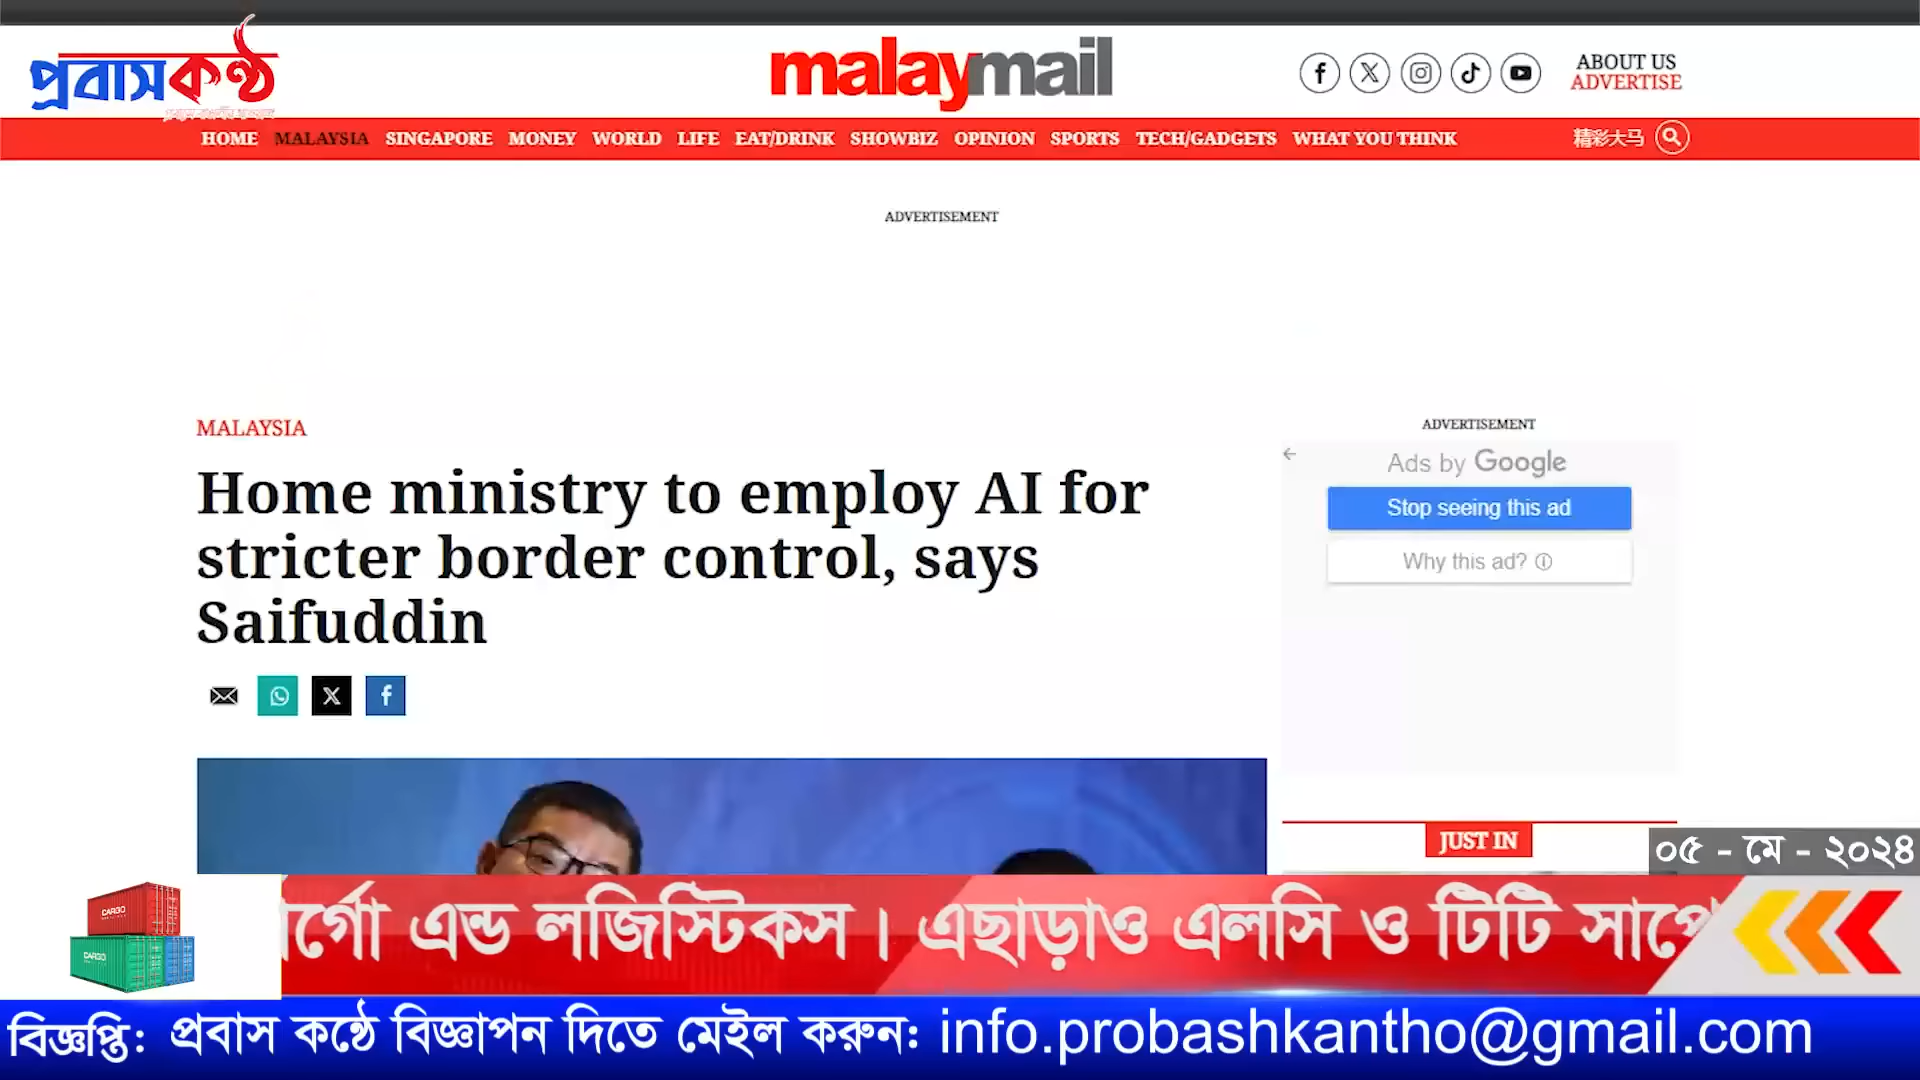 প্রবাসকণ্ঠ
malaymail
ABOUT US
ADVERTISE
HOME MALAYSIA SINGAPORE MONEY WORLD LIFE EAT/DRINK SHOWBIZ OPINION SPORTS TECH/GADGETS WHAT YOU THINK 精彩大马
ADVERTISEMENT
MALAYSIA
Home ministry to employ AI for
stricter border control, says
Saifuddin
ADVERTISEMENT
Ads by Google
Stop seeing this ad
Why this ad?
JUST IN
০৫ - মে - ২০২৪
CARGO
CARGO
র্গো এন্ড লজিস্টিকস। এছাড়াও এলসি ও টিটি সাপো
বিজ্ঞপ্তি: প্রবাস কণ্ঠে বিজ্ঞাপন দিতে মেইল করুন: info.probashkantho@gmail.com